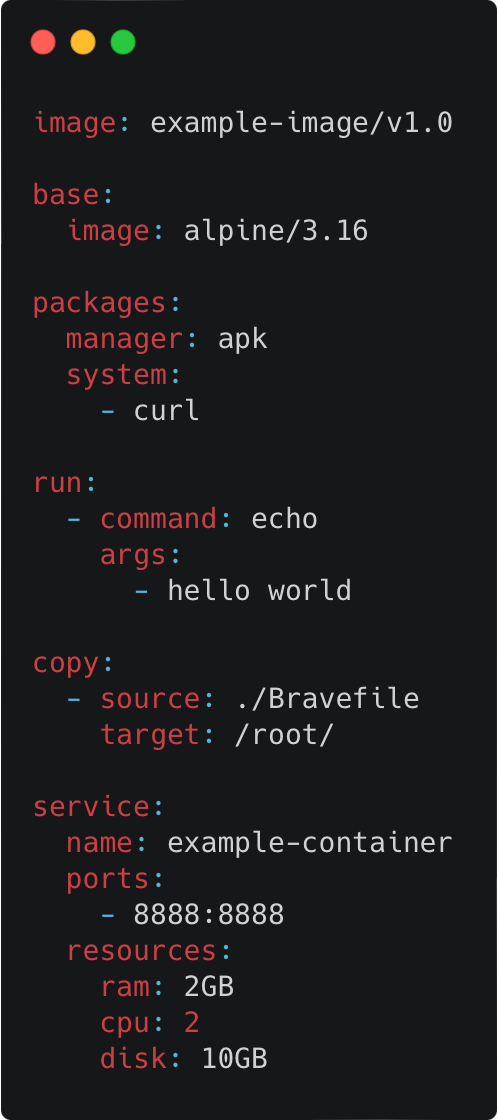 image: example-image/v1.0
base:
  image: alpine/3.16
packages:
  manager: apk
  system:
    - curl
run:
  - command: echo
    args:
      - hello world
copy:
  - source: ./Bravefile
    target: /root/
service:
  name: example-container
  ports:
    - 8888:8888
  resources:
    ram: 2GB
    cpu: 2
    disk: 10GB